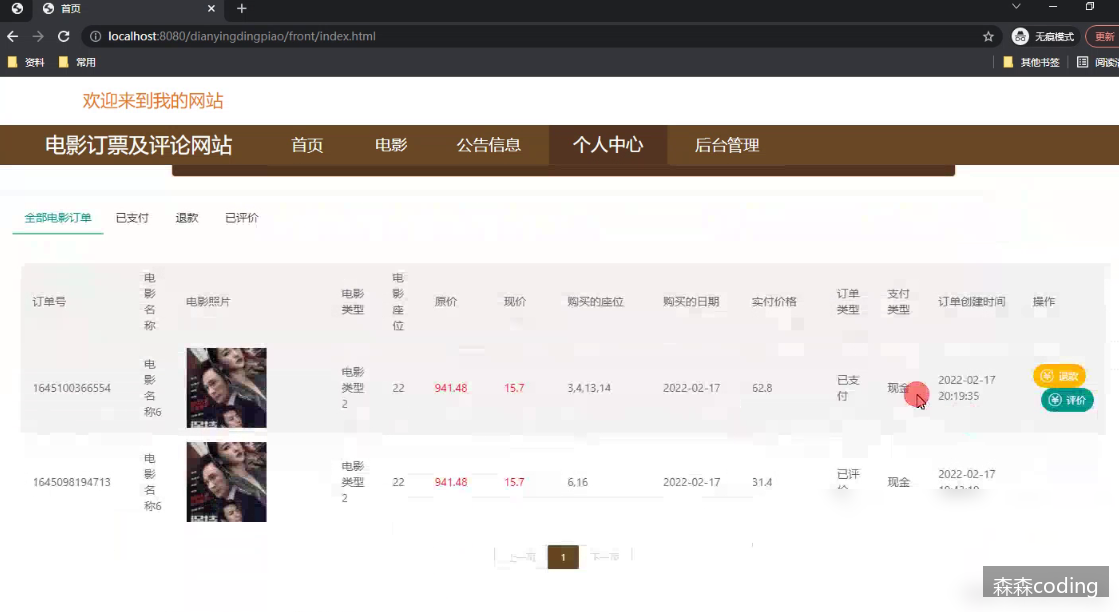 首页
localhost:8080/dianyingdingpiao/front/index.html
无痕模式
更新
资料
常用
其他书签
欢迎来到我的网站
电影订票及评论网站
首页
电影
公告信息
个人中心
后台管理
全部电影订单
已支付
退款
已评价
订单号
电影名称
电影照片
电影类型
电影座位
原价
现价
购买的座位
购买的日期
实付价格
订单类型
支付类型
订单创建时间
操作
1645100366554
电影名称6
电影类型2
22
941.48
15.7
3,4,13,14
2022-02-17
62.8
已支付
现金
2022-02-17
20:19:35
退款
评价
1645098194713
电影名称6
电影类型2
22
941.48
15.7
6,16
2022-02-17
31.4
已评价
现金
2022-02-17
上一页
1
下一页
森森coding